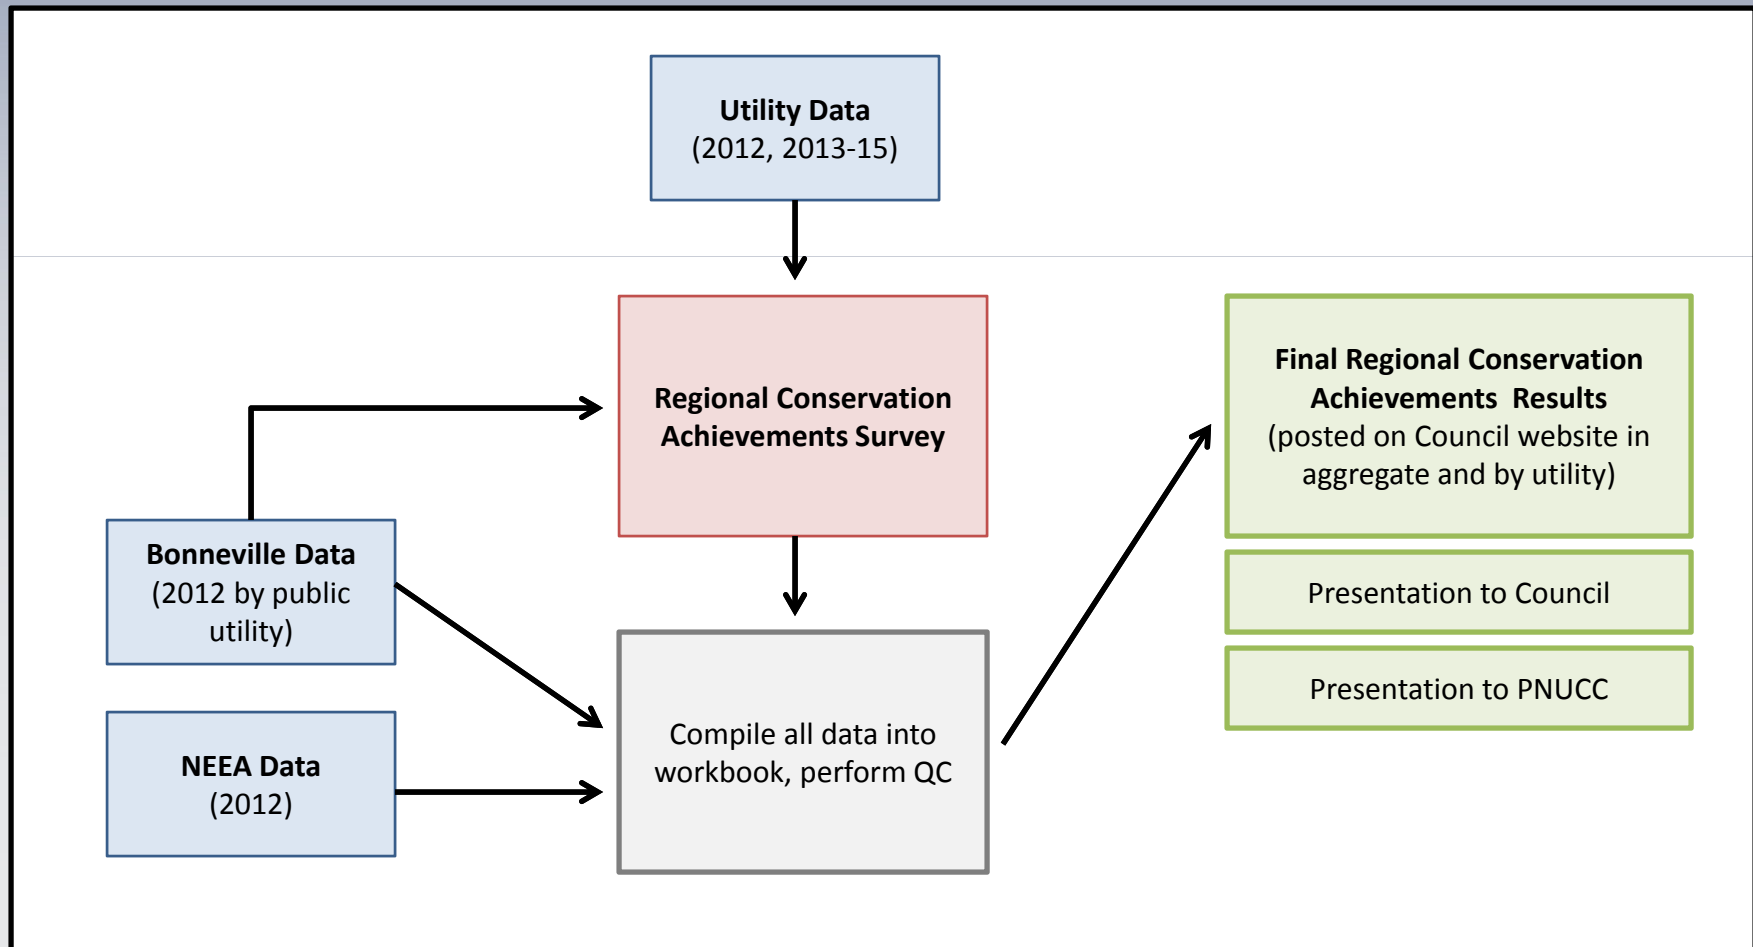 Utility Data
(2012, 2013-15)
Regional Conservation
Achievements Survey
Final Regional Conservation
Achievements  Results
(posted on Council website in
aggregate and by utility)
Bonneville Data
(2012 by public
utility)
Presentation to Council
Presentation to PNUCC
NEEA Data
(2012)
Compile all data into
workbook, perform QC